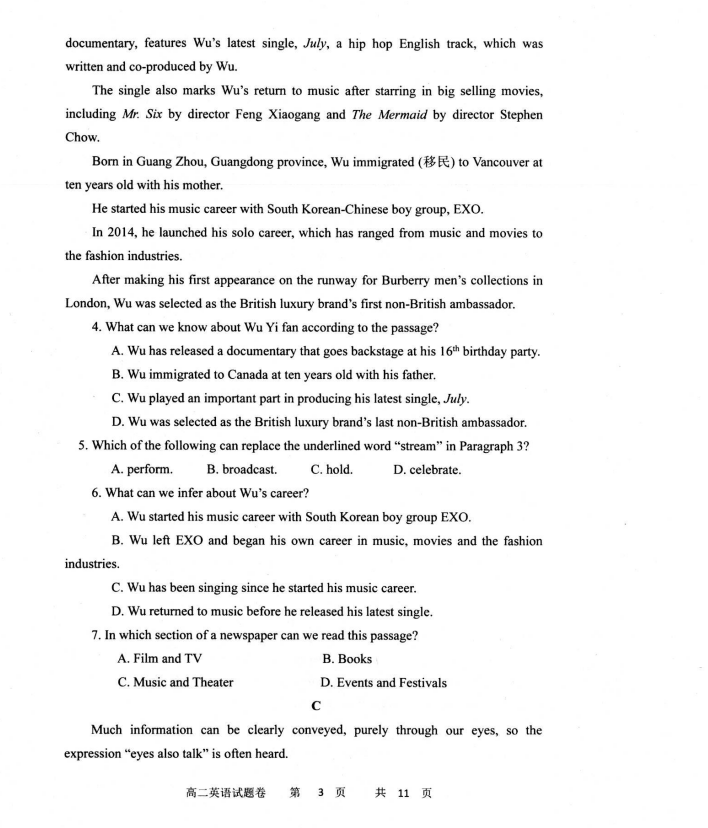 documentary, features Wu's latest single, July, a hip hop English track, which was
written and co-produced by Wu.
The single also marks Wu's return to music after starring in big selling movies,
including Mr. Six by director Feng Xiaogang and The Mermaid by director Stephen
Chow.
Born in Guang Zhou, Guangdong province, Wu immigrated (移民) to Vancouver at
ten years old with his mother.
He started his music career with South Korean-Chinese boy group, EXO.
In 2014, he launched his solo career, which has ranged from music and movies to
the fashion industries.
After making his first appearance on the runway for Burberry men's collections in
London, Wu was selected as the British luxury brand's first non-British ambassador.
4. What can we know about Wu Yi fan according to the passage?
A. Wu has released a documentary that goes backstage at his 16th birthday party.
B. Wu immigrated to Canada at ten years old with his father.
C. Wu played an important part in producing his latest single, July.
D. Wu was selected as the British luxury brand's last non-British ambassador.
5. Which of the following can replace the underlined word "stream" in Paragraph 3?
A. perform. B. broadcast. C. hold. D. celebrate.
6. What can we infer about Wu's career?
A. Wu started his music career with South Korean boy group EXO.
B. Wu left EXO and began his own career in music, movies and the fashion
industries.
C. Wu has been singing since he started his music career.
D. Wu returned to music before he released his latest single.
7. In which section of a newspaper can we read this passage?
A. Film and TV B. Books
C. Music and Theater D. Events and Festivals
C
Much information can be clearly conveyed, purely through our eyes, so the
expression "eyes also talk" is often heard.
高二英语试题卷 第 3 页 共 11 页